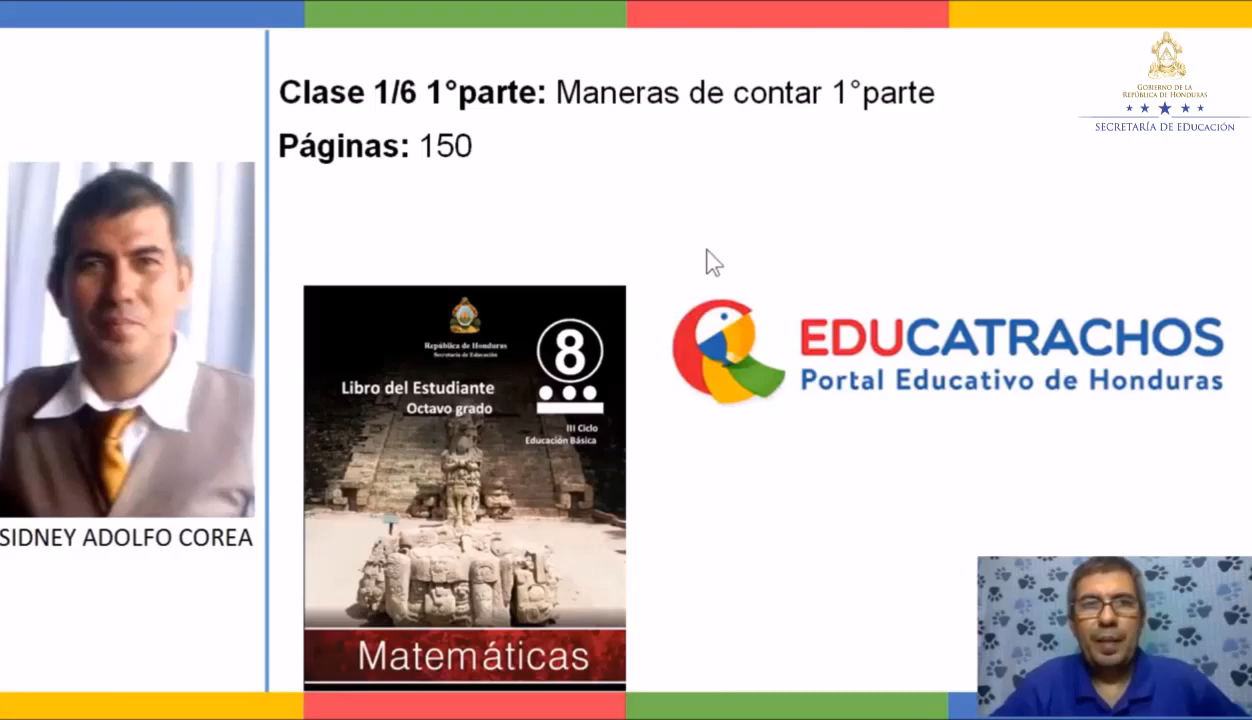 Clase 1/6 1°parte: Maneras de contar 1°parte
Páginas: 150
GOBIERNO DE LA
REPÚBLICA DE HONDURAS
SECRETARÍA DE EDUCACIÓN
SIDNEY ADOLFO COREA
República de Honduras
Secretaría de Educación
8
Libro del Estudiante
Octavo grado
III Ciclo
Educación Básica
Matemáticas
EDUCATRACHOS
Portal Educativo de Honduras